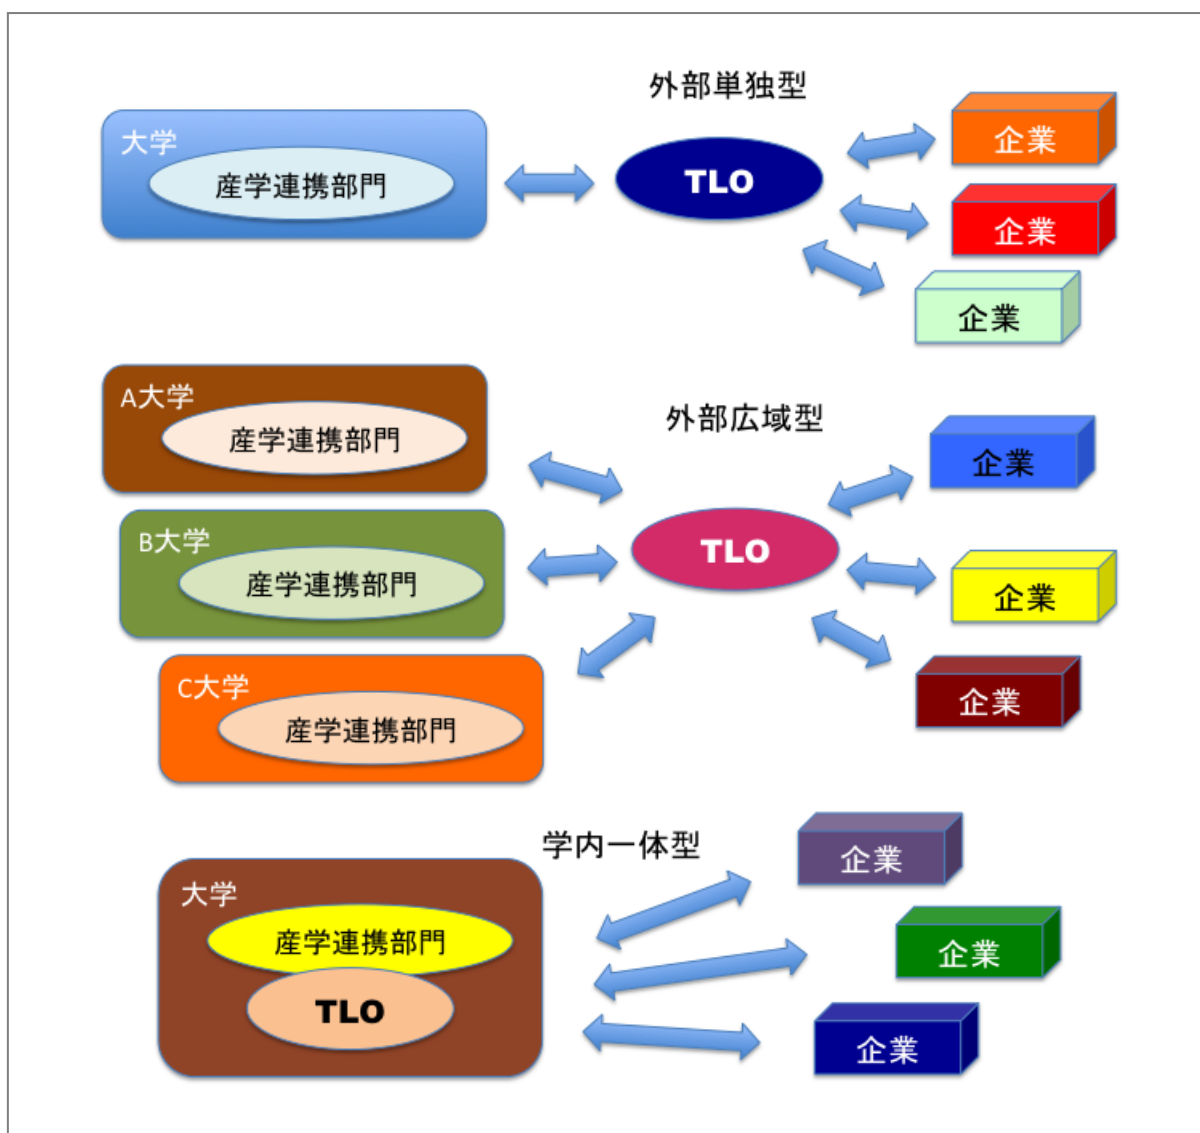 外部単独型
大学
産学連携部門
TLO
企業
企業
企業
A大学
産学連携部門
外部広域型
B大学
産学連携部門
TLO
C大学
産学連携部門
企業
企業
企業
学内一体型
大学
産学連携部門
TLO
企業
企業
企業